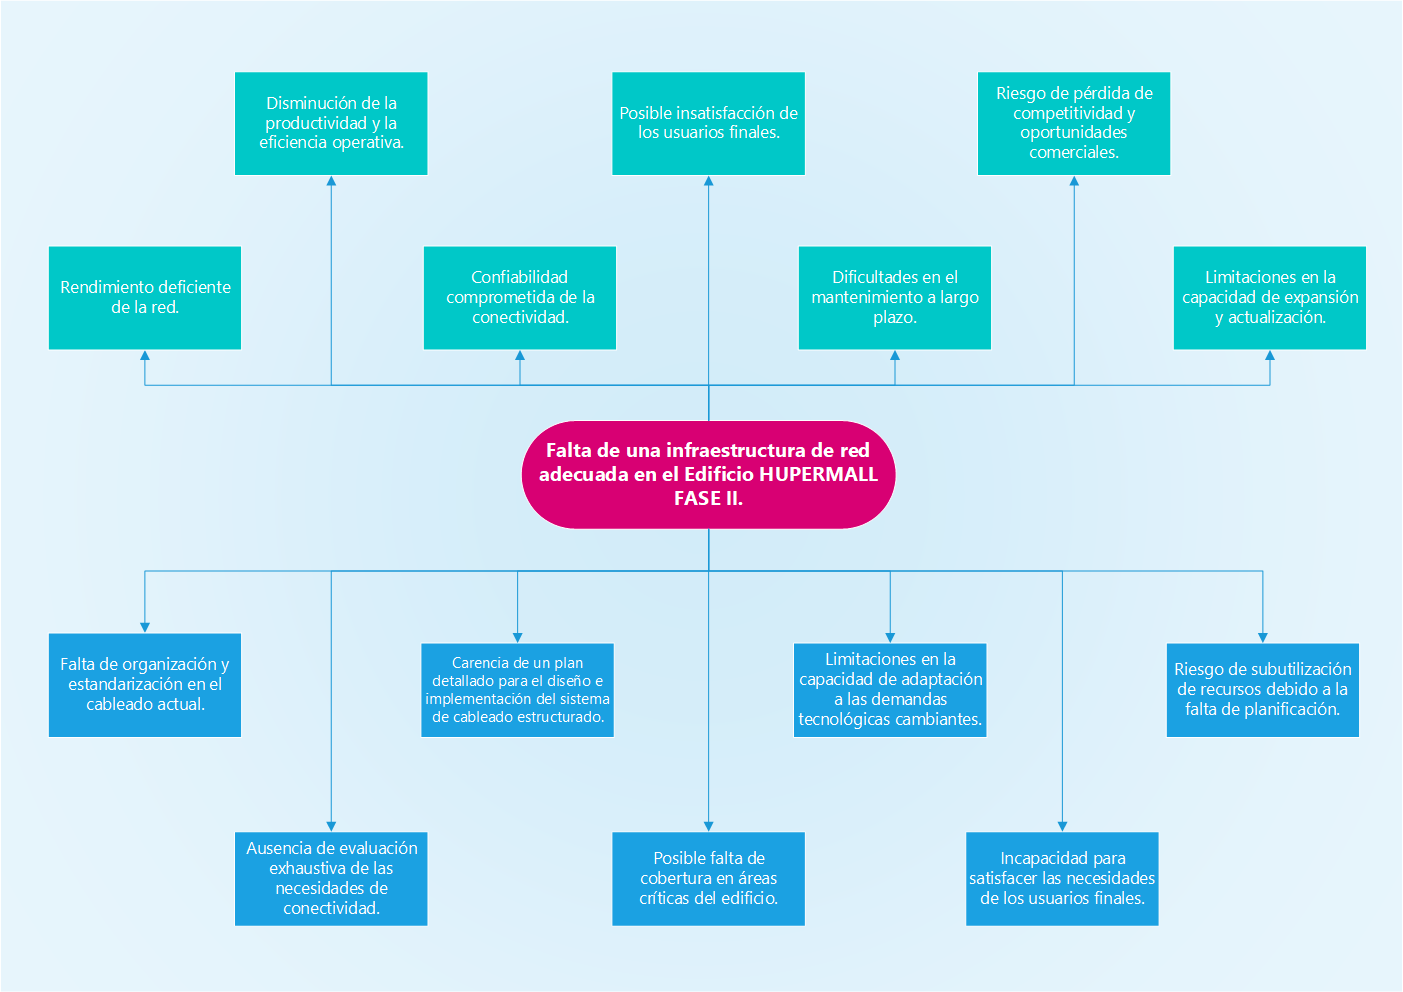 Disminución de la
productividad y la
eficiencia operativa.
Posible insatisfacción de
los usuarios finales.
Riesgo de pérdida de
competitividad y
oportunidades
comerciales.
Rendimiento deficiente
de la red.
Confiabilidad
comprometida de la
conectividad.
Dificultades en el
mantenimiento a largo
plazo.
Limitaciones en la
capacidad de expansión
y actualización.
Falta de una infraestructura de red
adecuada en el Edificio HUPERMALL
FASE II.
Falta de organización y
estandarización en el
cableado actual.
Carencia de un plan
detallado para el diseño e
implementación del sistema
de cableado estructurado.
Limitaciones en la
capacidad de adaptación
a las demandas
tecnológicas cambiantes.
Riesgo de subutilización
de recursos debido a la
falta de planificación.
Ausencia de evaluación
exhaustiva de las
necesidades de
conectividad.
Posible falta de
cobertura en áreas
críticas del edificio.
Incapacidad para
satisfacer las necesidades
de los usuarios finales.